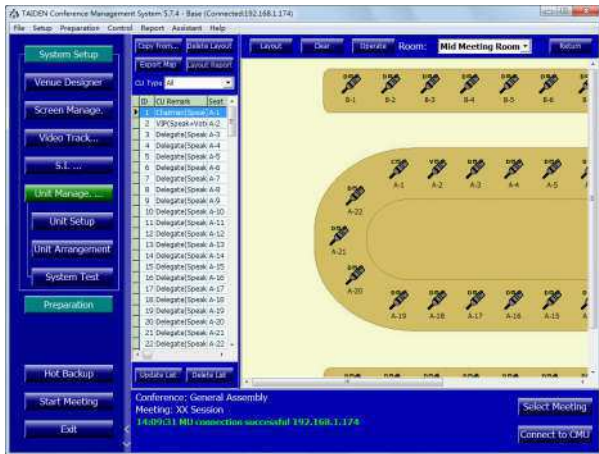 TAIDEN Conference Management System 5.7.4 - Base (Connected:192.168.1.174)
File Setup Preparation Control Report Assistant Help
System Setup
Venue Designer
Screen Manage.
Video Track...
S.I. ...
Unit Manage. ...
Unit Setup
Unit Arrangement
System Test
Preparation
Hot Backup
Start Meeting
Exit
Copy From... Delete Layout
Export Map Layout Report
CU Type All
ID CU Remark Seat
1 Chairman(Speak A-1
2 VIP(Speak+Vot A-2
3 Delegate(Speak A-3
4 Delegate(Speak A-4
5 Delegate(Speak A-5
6 Delegate(Speak A-6
7 Delegate(Speak A-7
8 Delegate(Speak A-8
9 Delegate(Speak A-9
10 Delegate(Speak A-10
11 Delegate(Speak A-11
12 Delegate(Speak A-12
13 Delegate(Speak A-13
14 Delegate(Speak A-14
15 Delegate(Speak A-15
16 Delegate(Speak A-16
17 Delegate(Speak A-17
18 Delegate(Speak A-18
19 Delegate(Speak A-19
20 Delegate(Speak A-20
21 Delegate(Speak A-21
22 Delegate(Speak A-22
Update List Delete List
Layout Clear Operate Room: Mid Meeting Room Return
B-1 B-2 B-3 B-4 B-5 B-6
A-1 A-2 A-3 A-4 A-5
A-22
A-21
A-20
A-19 A-18 A-17 A-16 A-15
Conference: General Assembly
Meeting: XX Session
14:09:31 MU connection successful 192.168.1.174
Select Meeting
Connect to CMU